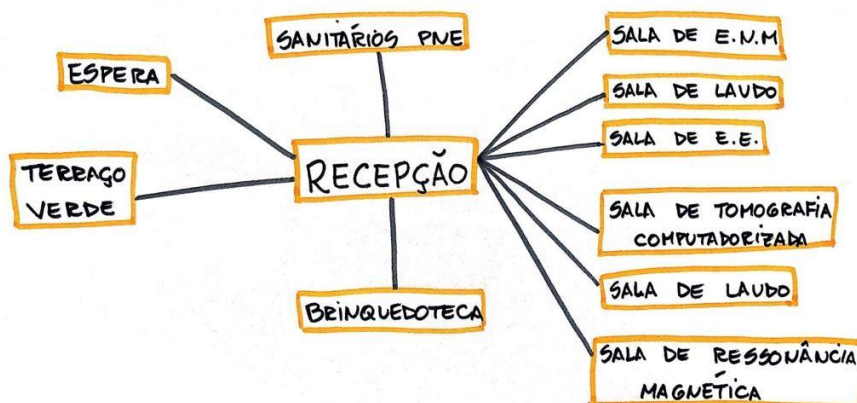 SANITÁRIOS PNE
ESPERA
TERRAÇO
VERDE
RECEPÇÃO
BRINQUEDOTECA
SALA DE E.N.M
SALA DE LAUDO
SALA DE E.E.
SALA DE TOMOGRAFIA
COMPUTADORIZADA
SALA DE LAUDO
SALA DE RESSONÂNCIA
MAGNÉTICA